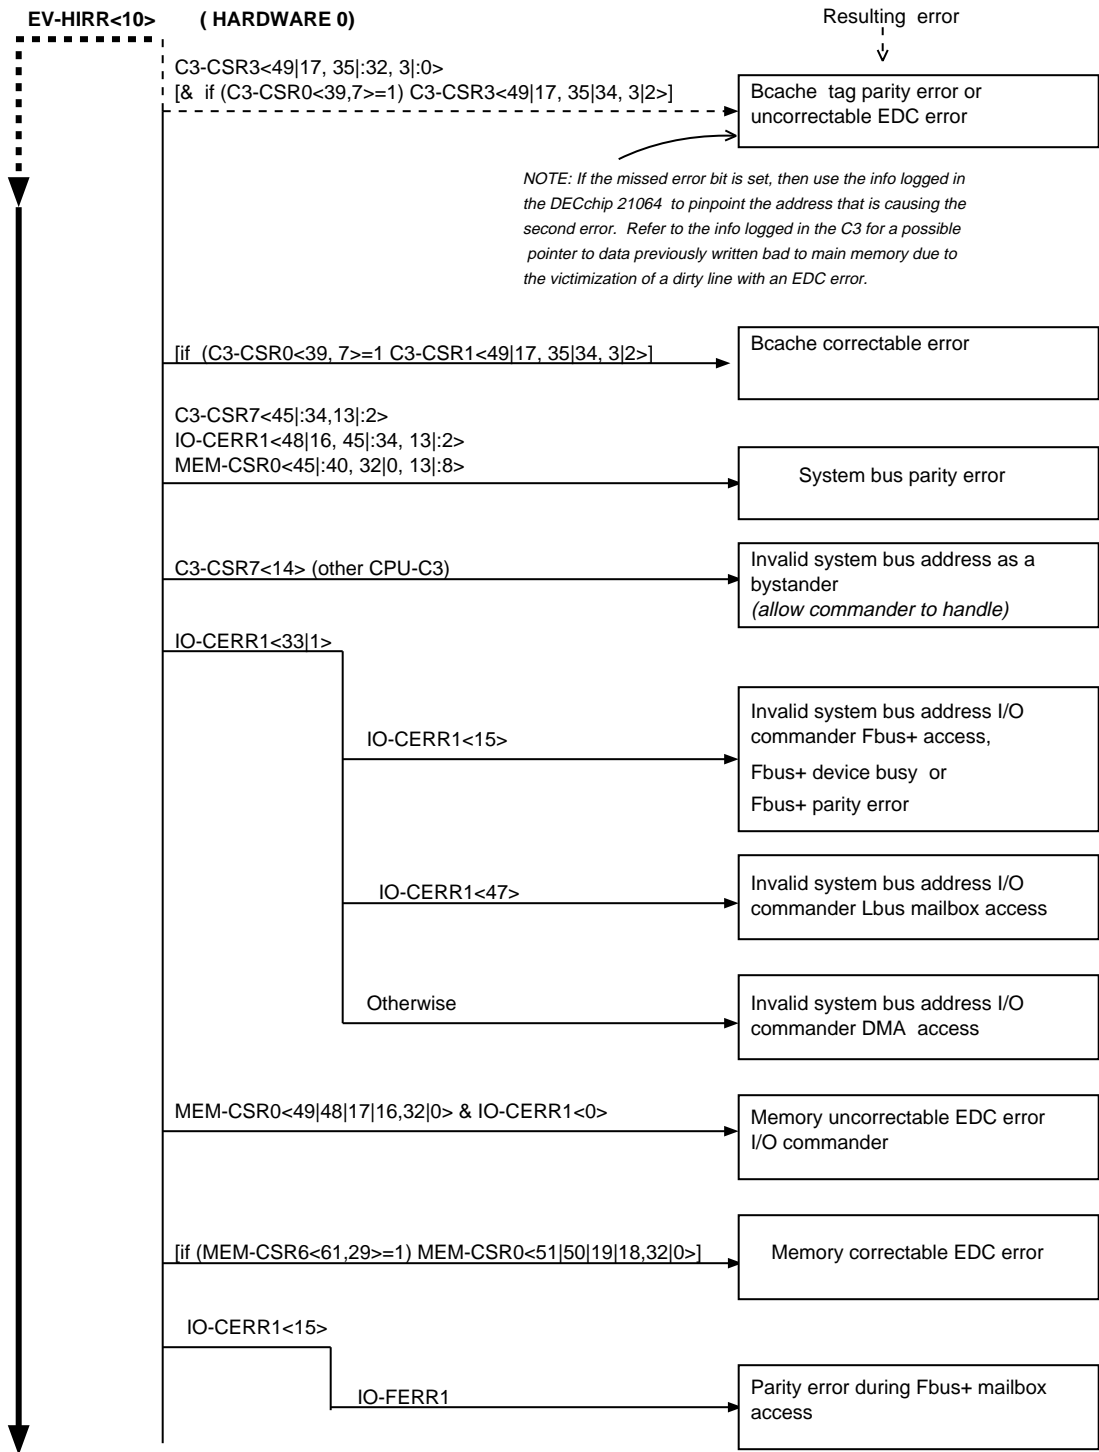 EV-HIRR<10> ( HARDWARE 0)
Resulting error
C3-CSR3<49|17, 35|:32, 3|:0>
[& if (C3-CSR0<39,7>=1) C3-CSR3<49|17, 35|34, 3|2>]
Bcache tag parity error or
uncorrectable EDC error
NOTE: If the missed error bit is set, then use the info logged in
the DECchip 21064 to pinpoint the address that is causing the
second error. Refer to the info logged in the C3 for a possible
pointer to data previously written bad to main memory due to
the victimization of a dirty line with an EDC error.
[if (C3-CSR0<39, 7>=1 C3-CSR1<49|17, 35|34, 3|2>]
Bcache correctable error
C3-CSR7<45|:34,13|:2>
IO-CERR1<48|16, 45|:34, 13|:2>
MEM-CSR0<45|:40, 32|0, 13|:8>
System bus parity error
C3-CSR7<14> (other CPU-C3)
Invalid system bus address as a
bystander
(allow commander to handle)
IO-CERR1<33|1>
IO-CERR1<15>
Invalid system bus address I/O
commander Fbus+ access,
Fbus+ device busy or
Fbus+ parity error
IO-CERR1<47>
Invalid system bus address I/O
commander Lbus mailbox access
Otherwise
Invalid system bus address I/O
commander DMA access
MEM-CSR0<49|48|17|16,32|0> & IO-CERR1<0>
Memory uncorrectable EDC error
I/O commander
[if (MEM-CSR6<61,29>=1) MEM-CSR0<51|50|19|18,32|0>]
Memory correctable EDC error
IO-CERR1<15>
IO-FERR1
Parity error during Fbus+ mailbox
access